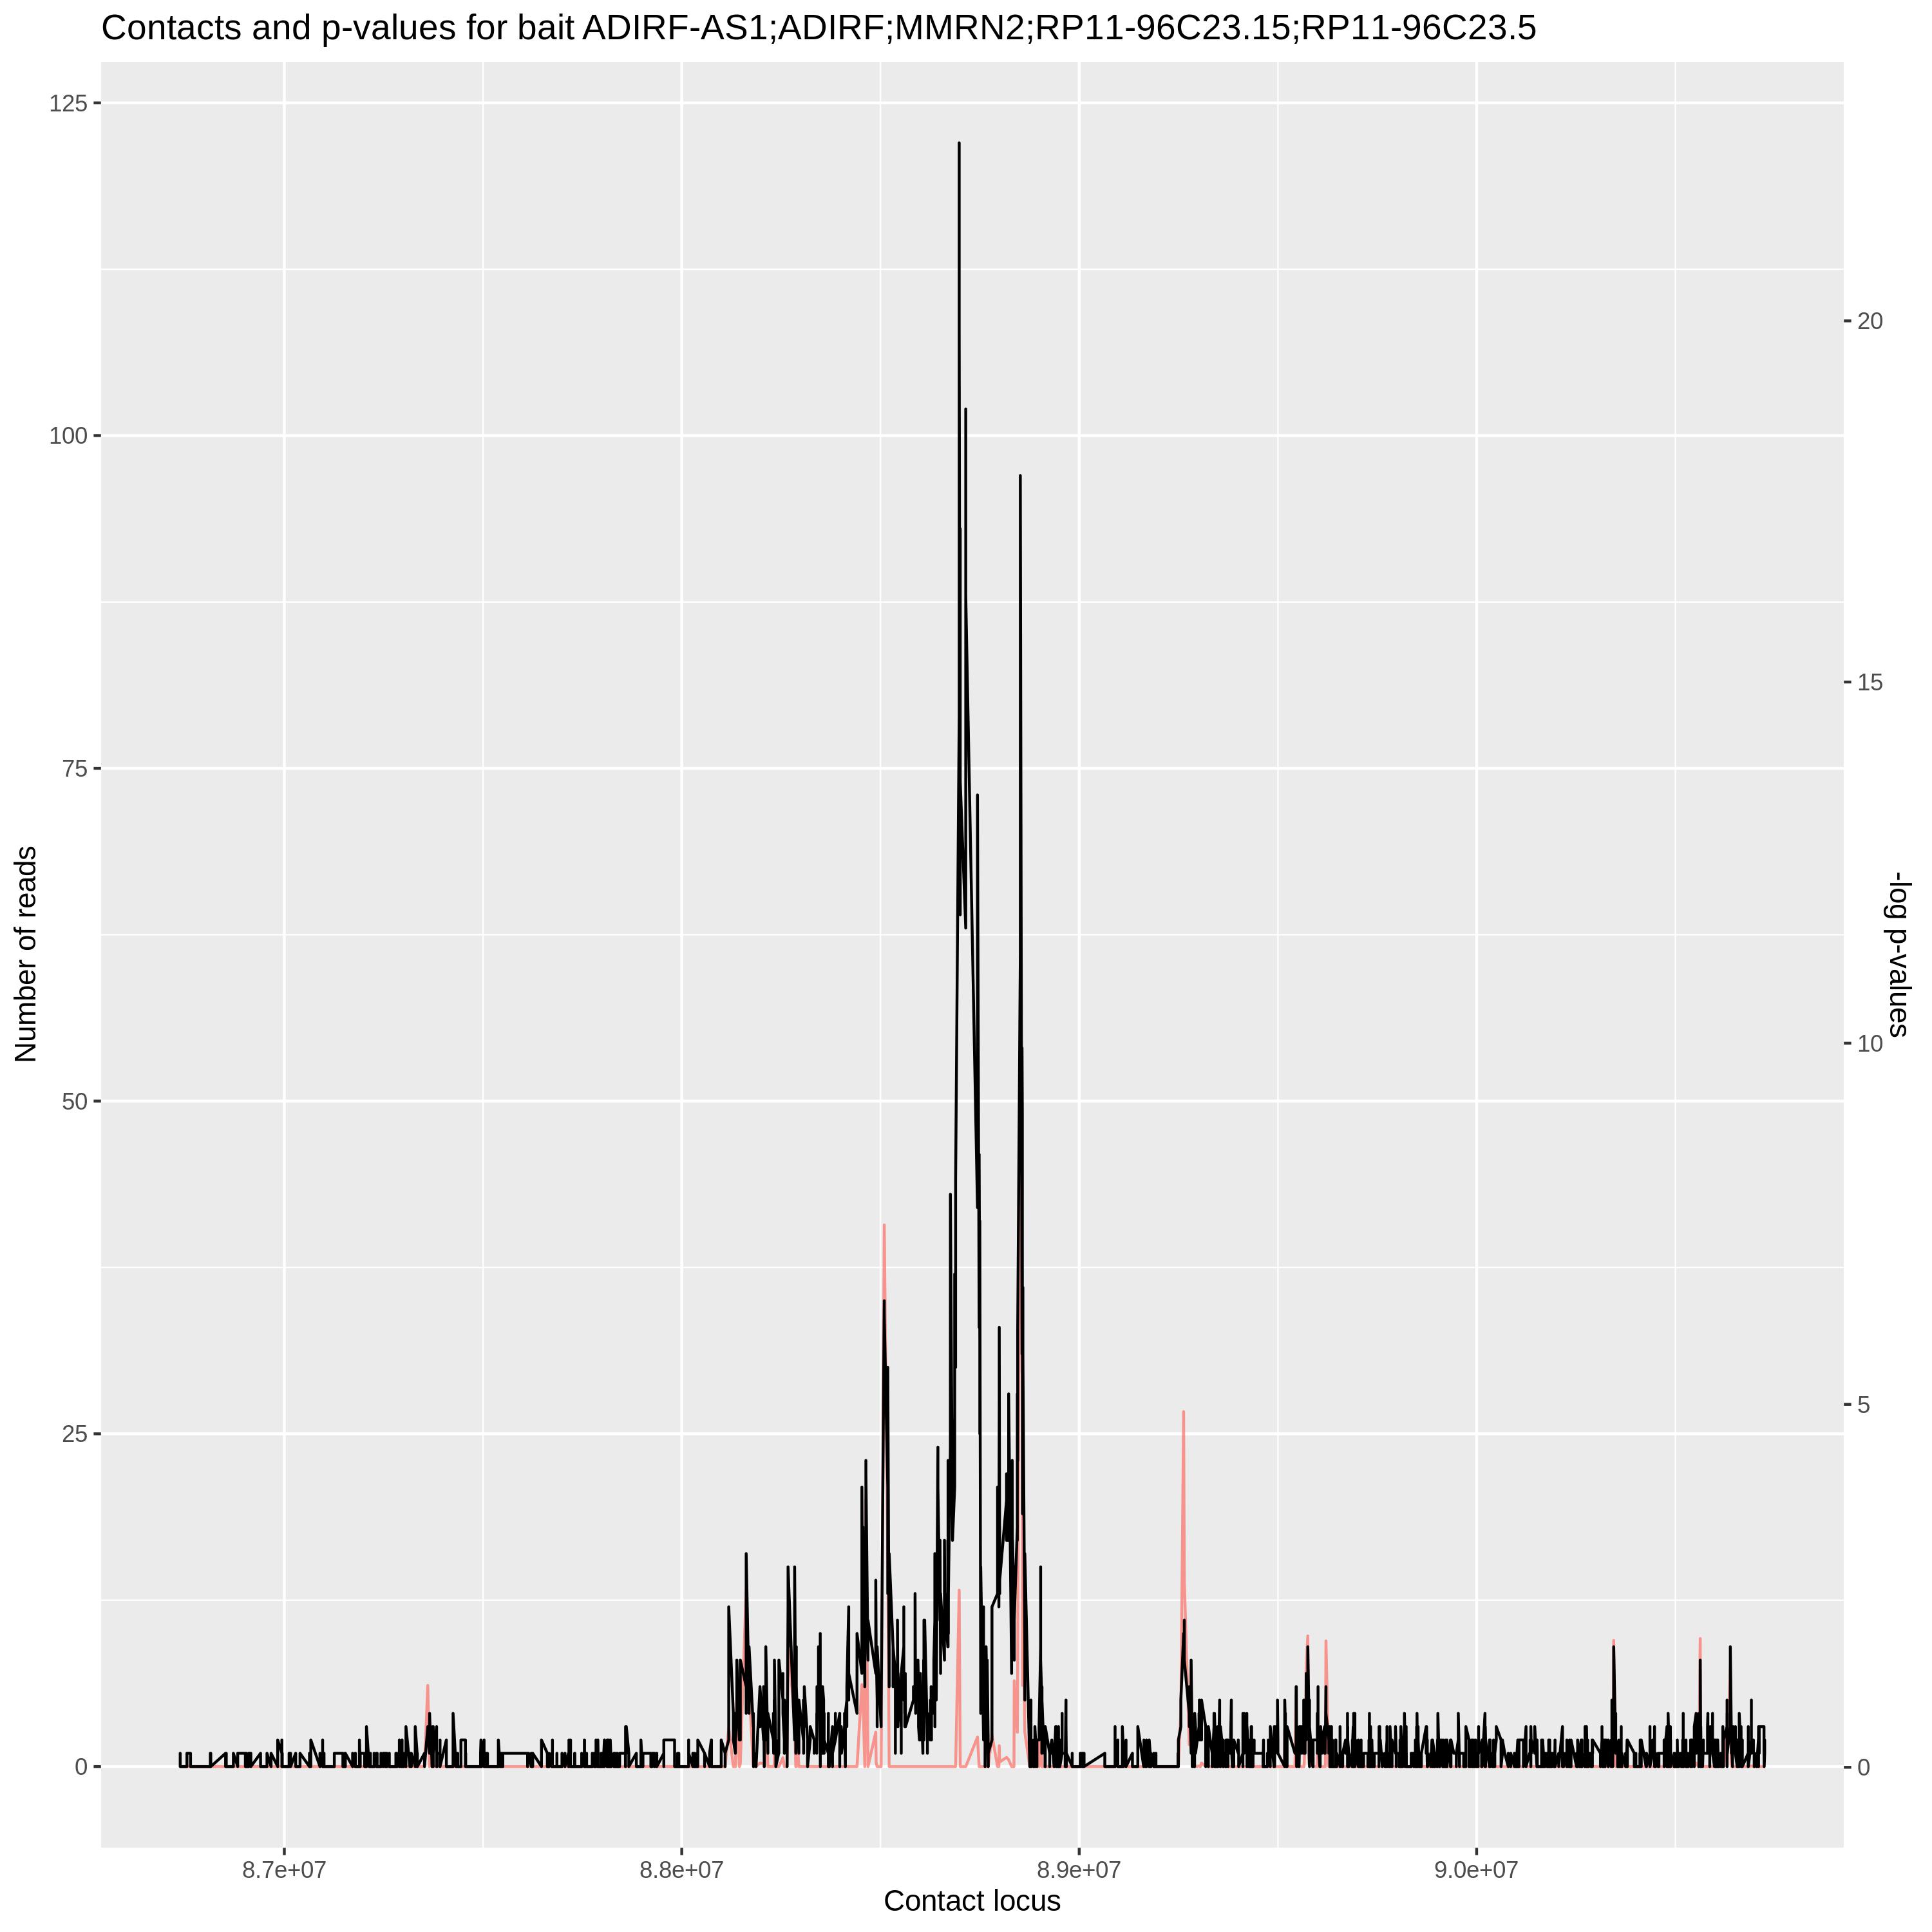 Contacts and p-values for bait ADIRF-AS1;ADIRF;MMRN2;RP11-96C23.15;RP11-96C23.5
125
100
75
50
25
0
Number of reads
20
15
10
5
0
-log p-values
8.7e+07
8.8e+07
8.9e+07
9.0e+07
Contact locus